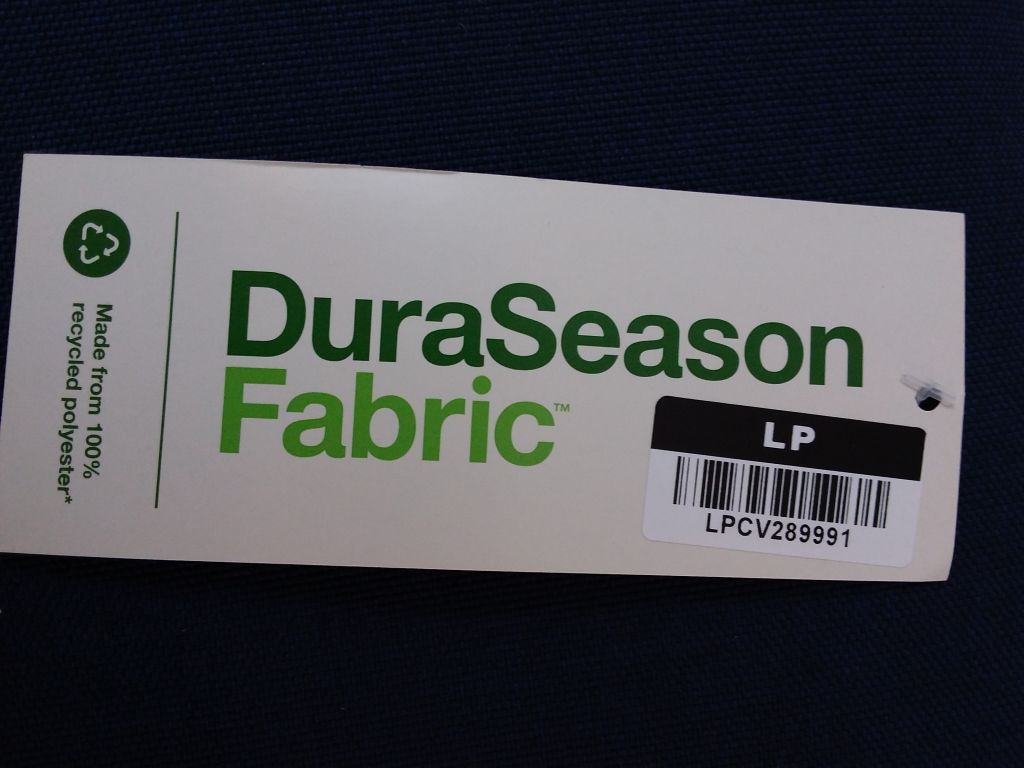 Made from 100%
recycled polyester*
DuraSeason
Fabric™
LP
LPCV289991